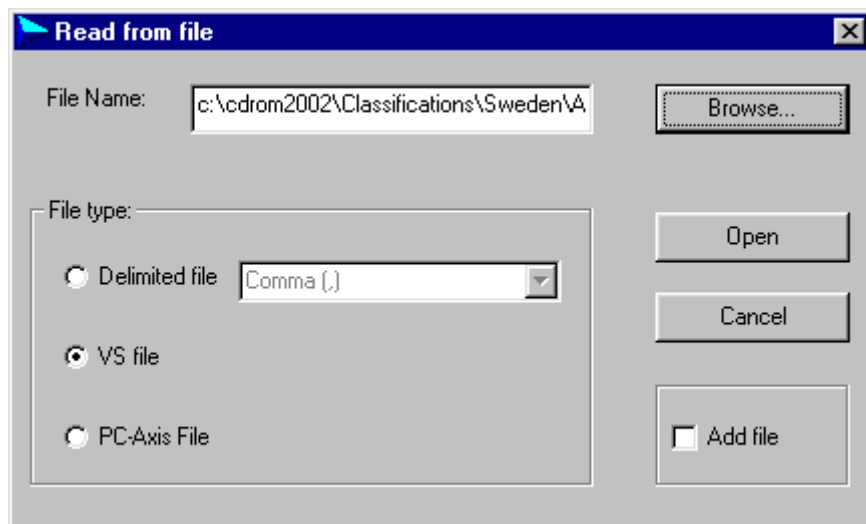 Read from file
File Name:
c:\cdrom2002\Classifications\Sweden\A
Browse...
File type:
Delimited file
Comma (,)
Open
Cancel
VS file
PC-Axis File
Add file